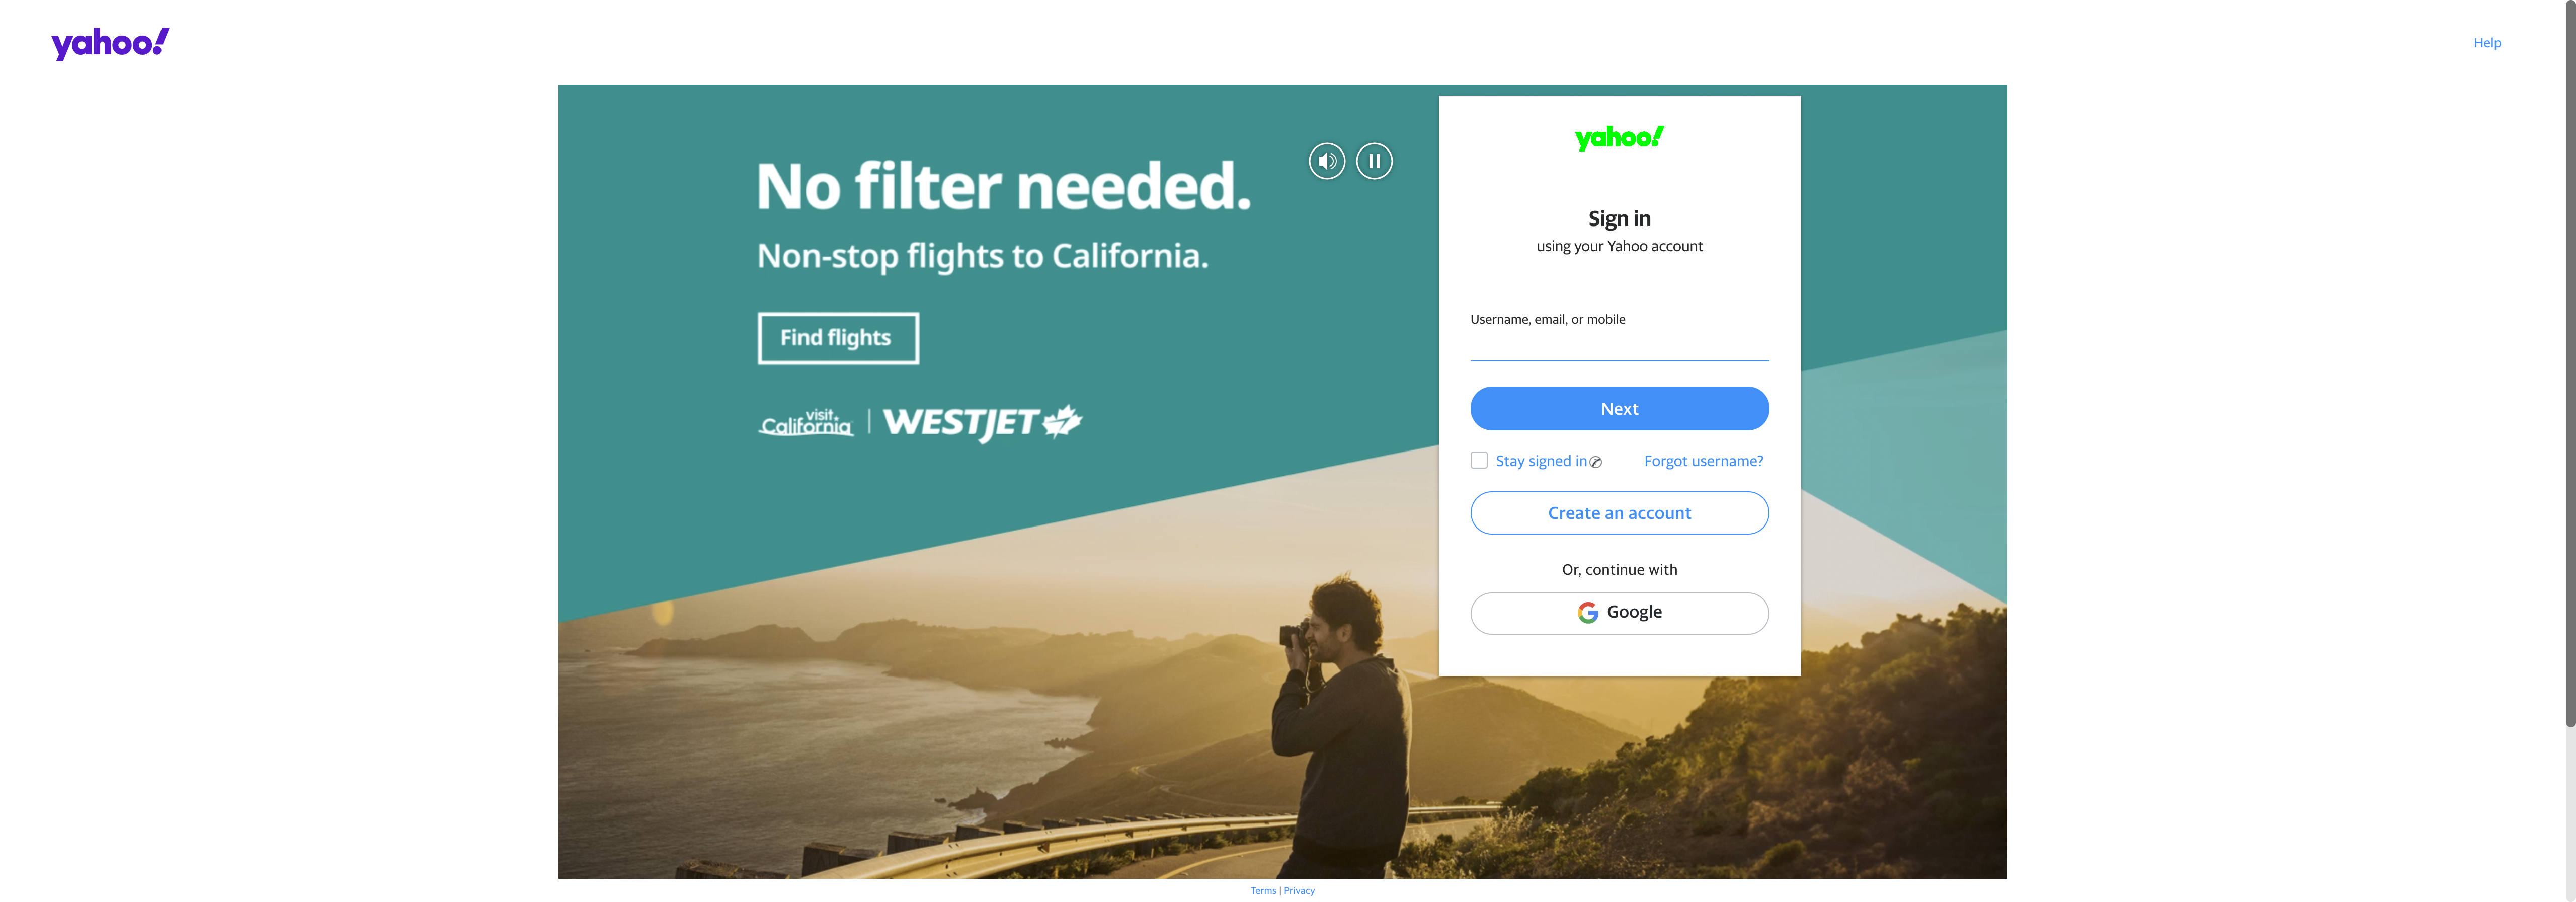 yahoo!
Help
No filter needed.
Non-stop flights to California.
Find flights
visit
California
WESTJET
yahoo!
Sign in
using your Yahoo account
Username, email, or mobile
Next
Stay signed in
Forgot username?
Create an account
Or, continue with
Google
Terms | Privacy